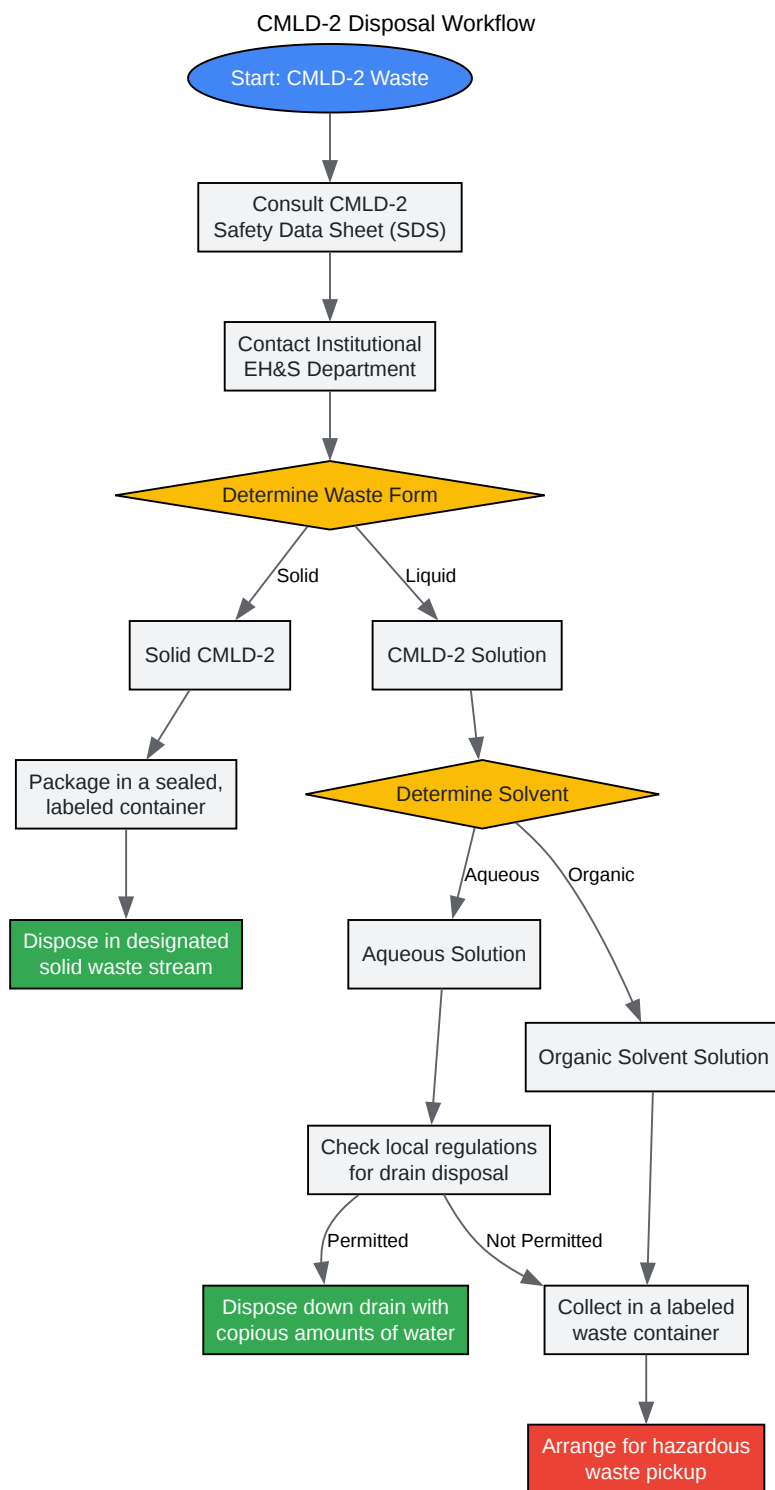 CMLD-2 Disposal Workflow
Start: CMLD-2 Waste
Consult CMLD-2
Safety Data Sheet (SDS)
Contact Institutional
EH&S Department
Determine Waste Form
Solid
Liquid
Solid CMLD-2
CMLD-2 Solution
Package in a sealed,
labeled container
Determine Solvent
Aqueous
Organic
Dispose in designated
solid waste stream
Aqueous Solution
Organic Solvent Solution
Check local regulations
for drain disposal
Permitted
Not Permitted
Dispose down drain with
copious amounts of water
Collect in a labeled
waste container
Arrange for hazardous
waste pickup